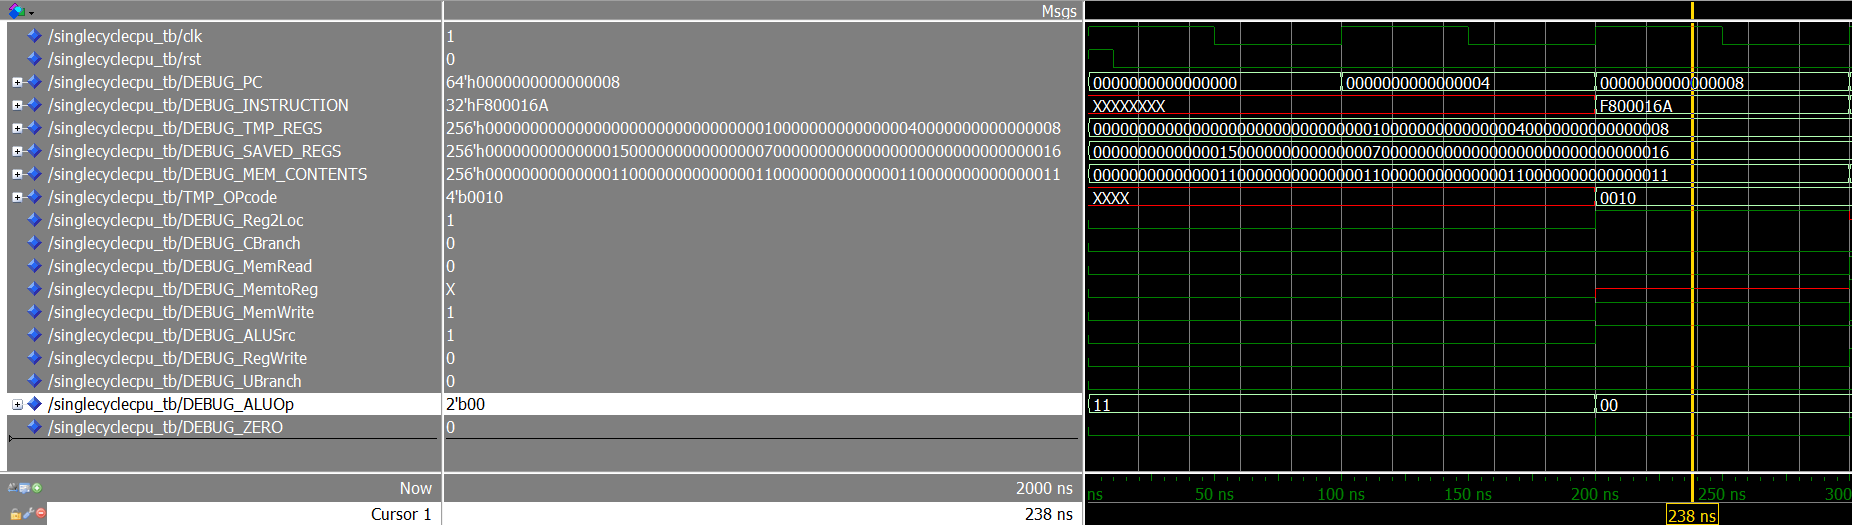 Msgs
/singlecyclecpu_tb/clk 1
/singlecyclecpu_tb/rst 0
/singlecyclecpu_tb/DEBUG_PC 64'h0000000000000008 0000000000000000 0000000000000004 0000000000000008
/singlecyclecpu_tb/DEBUG_INSTRUCTION 32'hF800016A XXXXXXXX F800016A
/singlecyclecpu_tb/DEBUG_TMP_REGS 256'h0000000000000000000000000000000100000000000000040000000000000008 0000000000000000000000000000000100000000000000040000000000000008
/singlecyclecpu_tb/DEBUG_SAVED_REGS 256'h0000000000000015000000000000000700000000000000000000000000000016 0000000000000015000000000000000700000000000000000000000000000016
/singlecyclecpu_tb/DEBUG_MEM_CONTENTS 256'h0000000000000011000000000000001100000000000000110000000000000011 0000000000000011000000000000001100000000000000110000000000000011
/singlecyclecpu_tb/TMP_OPcode 4'b0010 XXXX 0010
/singlecyclecpu_tb/DEBUG_Reg2Loc 1
/singlecyclecpu_tb/DEBUG_CBranch 0
/singlecyclecpu_tb/DEBUG_MemRead 0
/singlecyclecpu_tb/DEBUG_MemtoReg X
/singlecyclecpu_tb/DEBUG_MemWrite 1
/singlecyclecpu_tb/DEBUG_ALUSrc 1
/singlecyclecpu_tb/DEBUG_RegWrite 0
/singlecyclecpu_tb/DEBUG_UBranch 0
/singlecyclecpu_tb/DEBUG_ALUOp 2'b00 11 00
/singlecyclecpu_tb/DEBUG_ZERO 0
Now 2000 ns ns 50 ns 100 ns 150 ns 200 ns 250 ns 300
Cursor 1 238 ns 238 ns